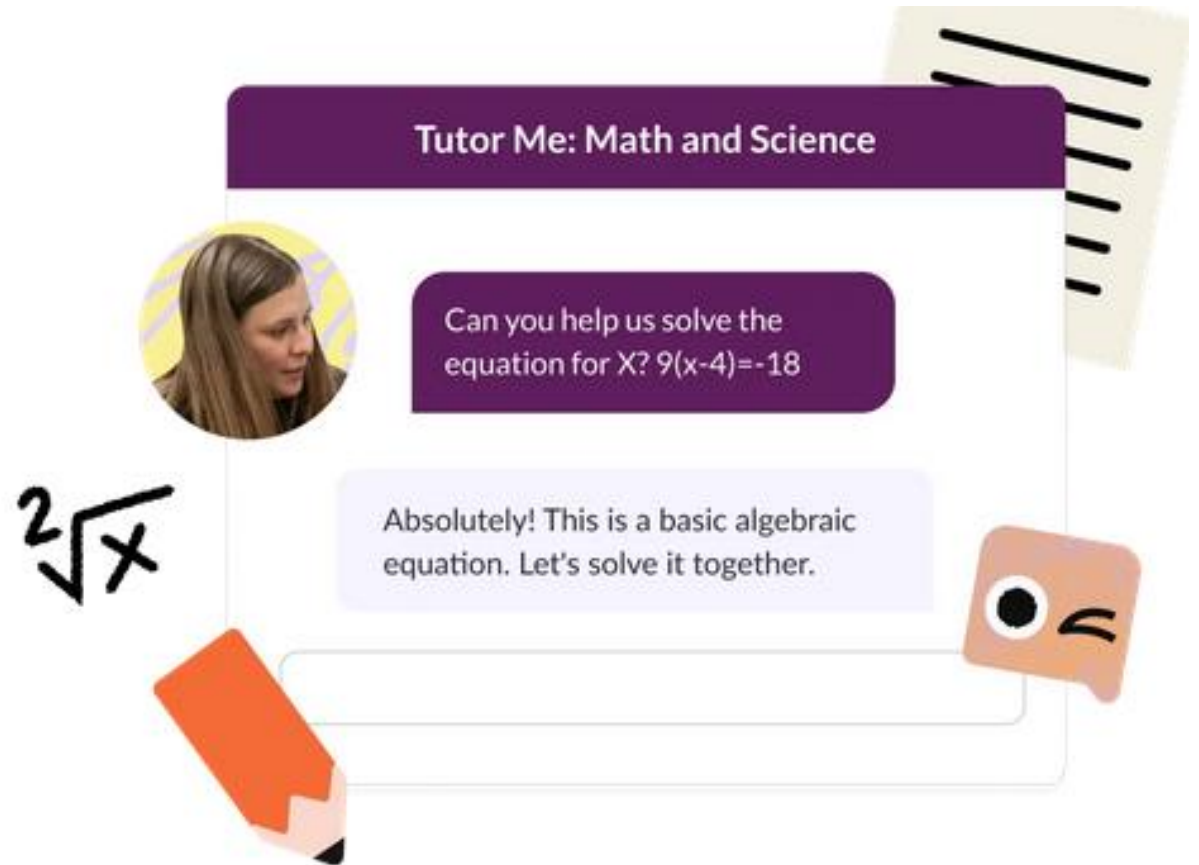 Tutor Me: Math and Science
Can you help us solve the
equation for X? 9(x-4)=-18
Absolutely! This is a basic algebraic
equation. Let's solve it together.
2√x